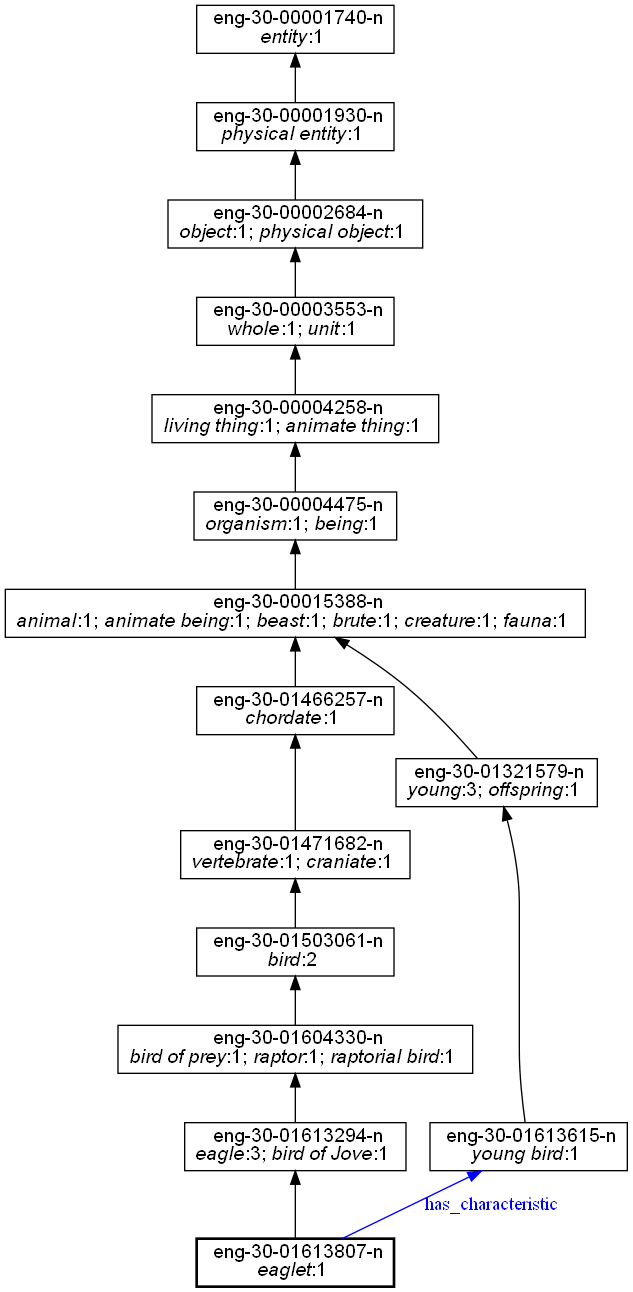 eng-30-00001740-n
entity:1
eng-30-00001930-n
physical entity:1
eng-30-00002684-n
object:1; physical object:1
eng-30-00003553-n
whole:1; unit:1
eng-30-00004258-n
living thing:1; animate thing:1
eng-30-00004475-n
organism:1; being:1
eng-30-00015388-n
animal:1; animate being:1; beast:1; brute:1; creature:1; fauna:1
eng-30-01466257-n
chordate:1
eng-30-01321579-n
young:3; offspring:1
eng-30-01471682-n
vertebrate:1; craniate:1
eng-30-01503061-n
bird:2
eng-30-01604330-n
bird of prey:1; raptor:1; raptorial bird:1
eng-30-01613294-n
eagle:3; bird of Jove:1
eng-30-01613615-n
young bird:1
has_characteristic
eng-30-01613807-n
eaglet:1